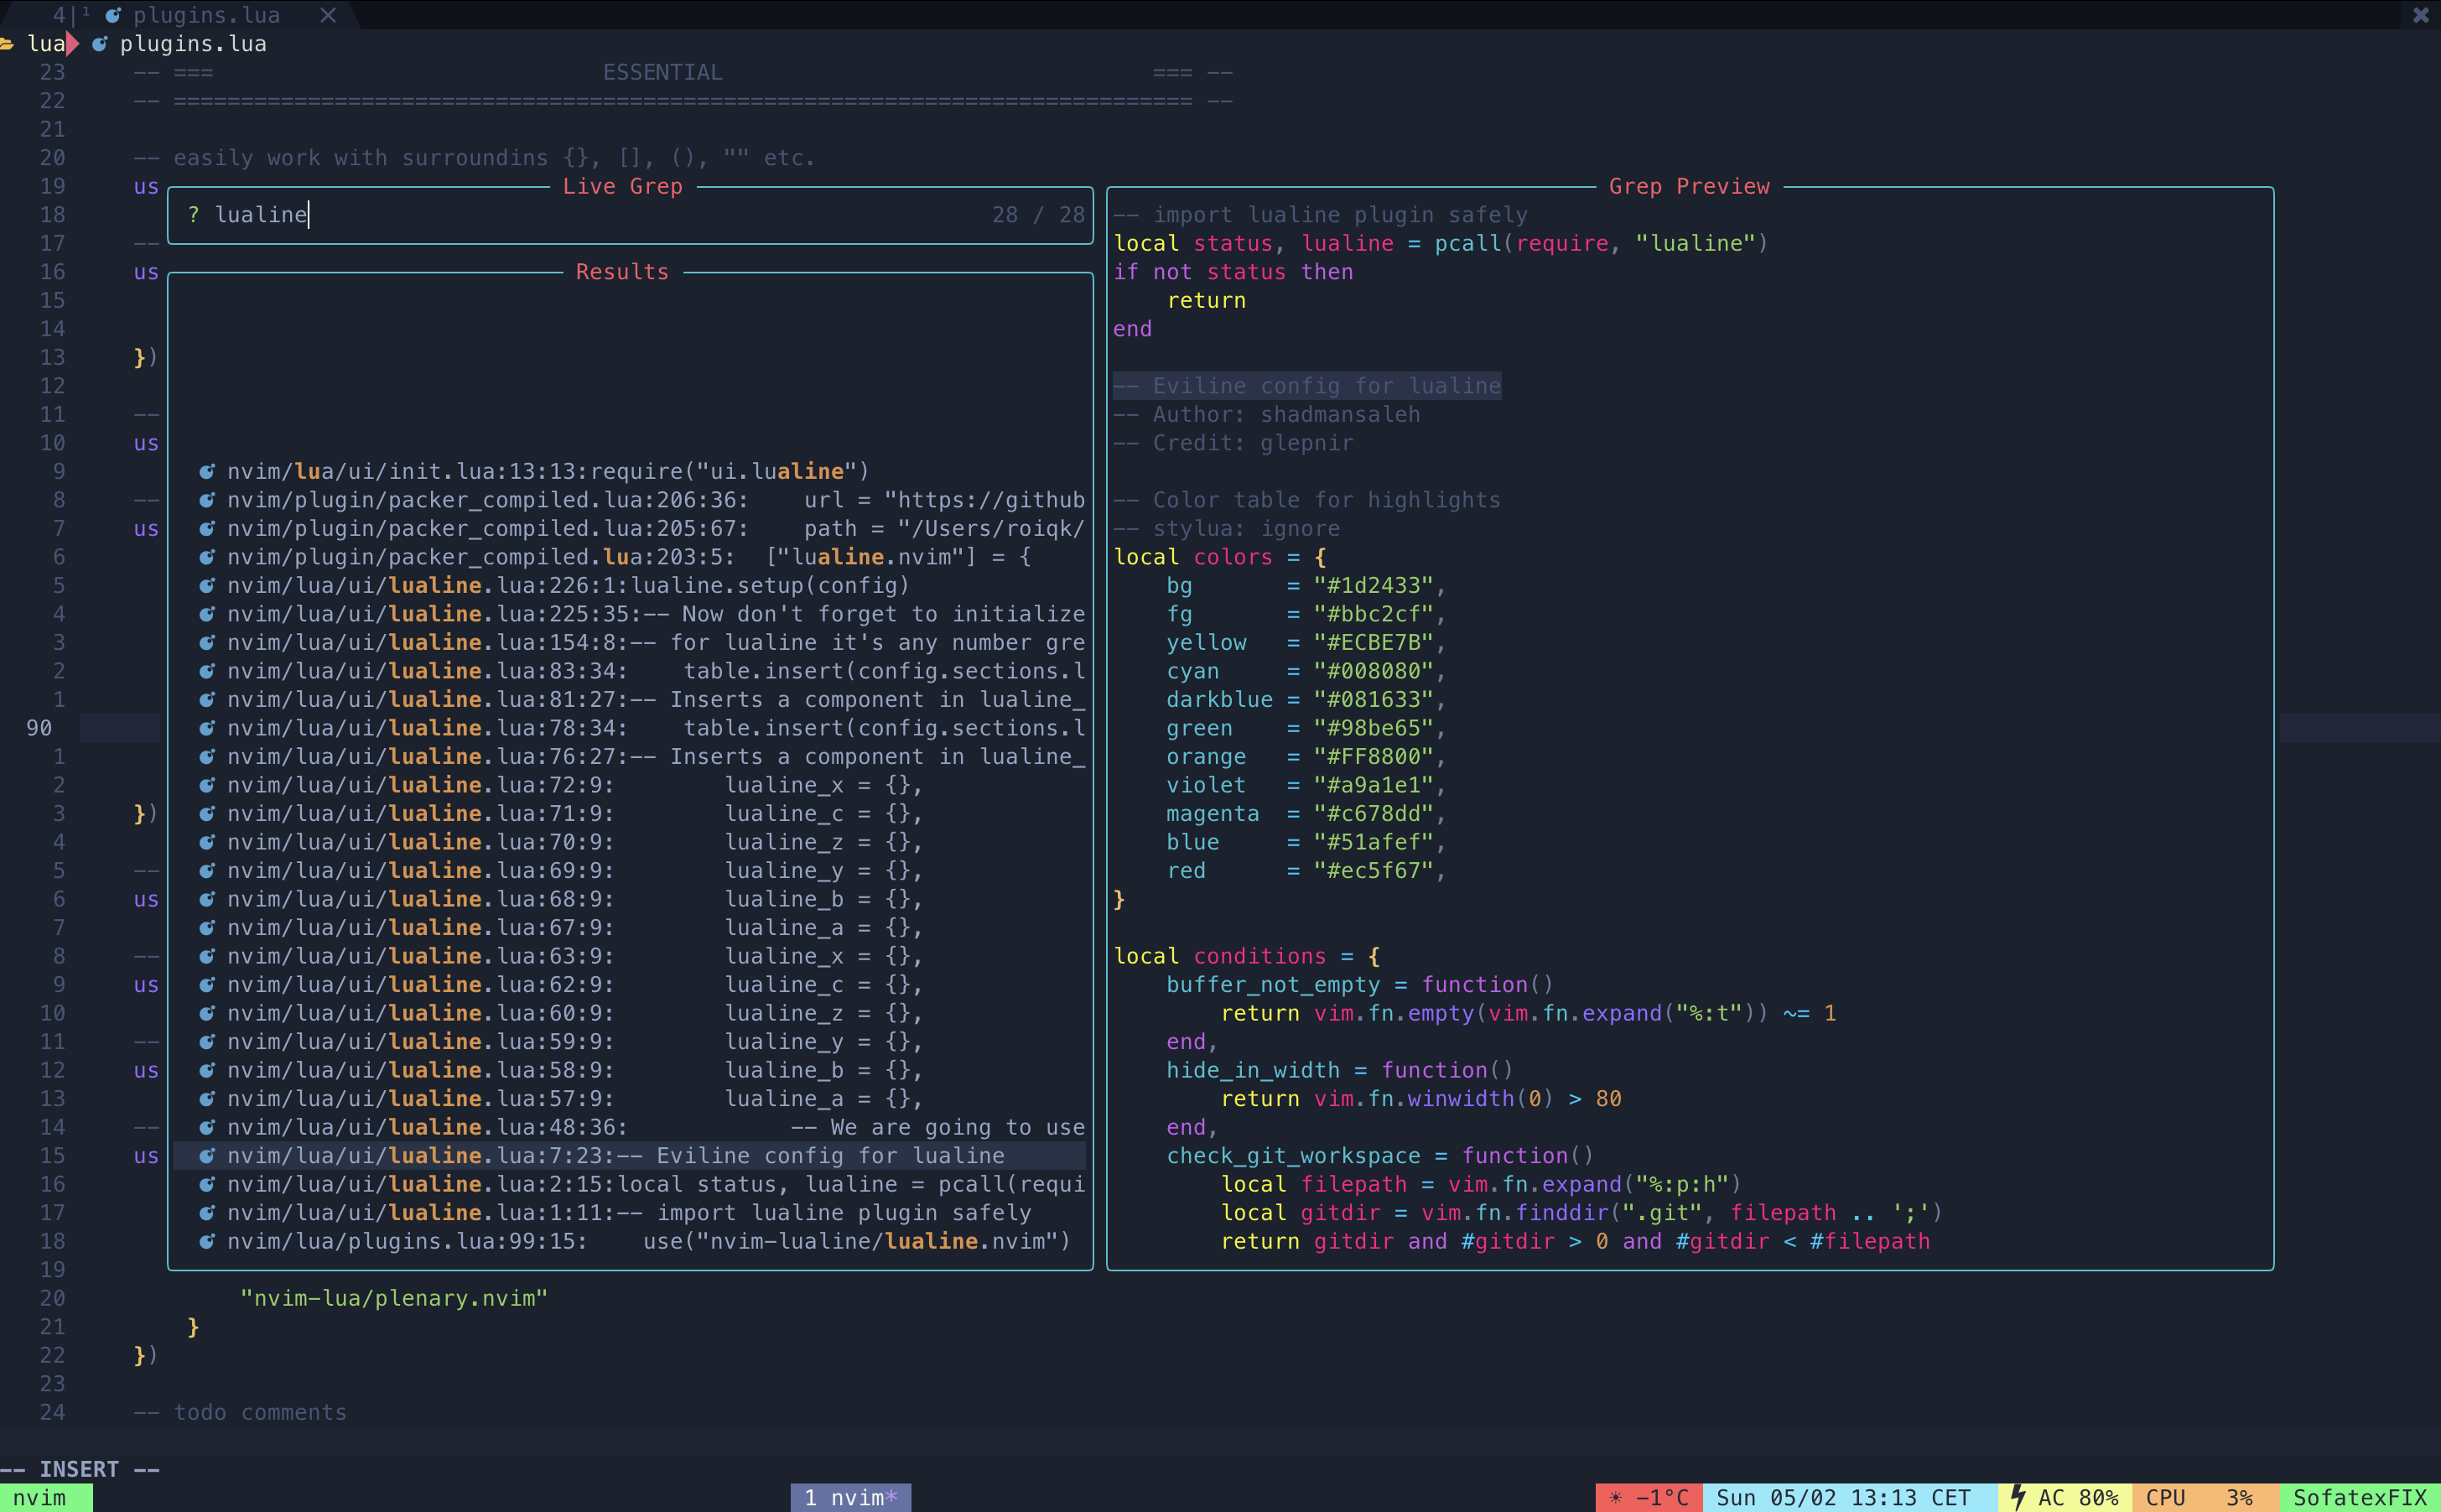 4|¹ plugins.lua ×
lua plugins.lua
23 -- === ESSENTIAL === --
22 -- ============================================================================ --
21
20 -- easily work with surroundins {}, [], (), "" etc.
19 us
18
17 --
16 us
15
14
13 })
12
11 --
10 us
9
8 --
7 us
6
5
4
3
2
1
90
1
2
3 })
4
5 --
6 us
7
8 --
9 us
10
11 --
12 us
13
14 --
15 us
16
17
18
19
20 "nvim-lua/plenary.nvim"
21 }
22 })
23
24 -- todo comments
Live Grep
? lualine 28 / 28
Results
nvim/lua/ui/init.lua:13:13:require("ui.lualine")
nvim/plugin/packer_compiled.lua:206:36: url = "https://github
nvim/plugin/packer_compiled.lua:205:67: path = "/Users/roiqk/
nvim/plugin/packer_compiled.lua:203:5: ["lualine.nvim"] = {
nvim/lua/ui/lualine.lua:226:1:lualine.setup(config)
nvim/lua/ui/lualine.lua:225:35:-- Now don't forget to initialize
nvim/lua/ui/lualine.lua:154:8:-- for lualine it's any number gre
nvim/lua/ui/lualine.lua:83:34: table.insert(config.sections.l
nvim/lua/ui/lualine.lua:81:27:-- Inserts a component in lualine_
nvim/lua/ui/lualine.lua:78:34: table.insert(config.sections.l
nvim/lua/ui/lualine.lua:76:27:-- Inserts a component in lualine_
nvim/lua/ui/lualine.lua:72:9: lualine_x = {},
nvim/lua/ui/lualine.lua:71:9: lualine_c = {},
nvim/lua/ui/lualine.lua:70:9: lualine_z = {},
nvim/lua/ui/lualine.lua:69:9: lualine_y = {},
nvim/lua/ui/lualine.lua:68:9: lualine_b = {},
nvim/lua/ui/lualine.lua:67:9: lualine_a = {},
nvim/lua/ui/lualine.lua:63:9: lualine_x = {},
nvim/lua/ui/lualine.lua:62:9: lualine_c = {},
nvim/lua/ui/lualine.lua:60:9: lualine_z = {},
nvim/lua/ui/lualine.lua:59:9: lualine_y = {},
nvim/lua/ui/lualine.lua:58:9: lualine_b = {},
nvim/lua/ui/lualine.lua:57:9: lualine_a = {},
nvim/lua/ui/lualine.lua:48:36: -- We are going to use
nvim/lua/ui/lualine.lua:7:23:-- Eviline config for lualine
nvim/lua/ui/lualine.lua:2:15:local status, lualine = pcall(requi
nvim/lua/ui/lualine.lua:1:11:-- import lualine plugin safely
nvim/lua/plugins.lua:99:15: use("nvim-lualine/lualine.nvim")
Grep Preview
-- import lualine plugin safely
local status, lualine = pcall(require, "lualine")
if not status then
return
end
-- Eviline config for lualine
-- Author: shadmansaleh
-- Credit: glepnir
-- Color table for highlights
-- stylua: ignore
local colors = {
bg = "#1d2433",
fg = "#bbc2cf",
yellow = "#ECBE7B",
cyan = "#008080",
darkblue = "#081633",
green = "#98be65",
orange = "#FF8800",
violet = "#a9a1e1",
magenta = "#c678dd",
blue = "#51afef",
red = "#ec5f67",
}
local conditions = {
buffer_not_empty = function()
return vim.fn.empty(vim.fn.expand("%:t")) ~= 1
end,
hide_in_width = function()
return vim.fn.winwidth(0) > 80
end,
check_git_workspace = function()
local filepath = vim.fn.expand("%:p:h")
local gitdir = vim.fn.finddir(".git", filepath .. ';')
return gitdir and #gitdir > 0 and #gitdir < #filepath
-- INSERT --
nvim 1 nvim* ☀ -1°C Sun 05/02 13:13 CET AC 80% CPU 3% SofatexFIX